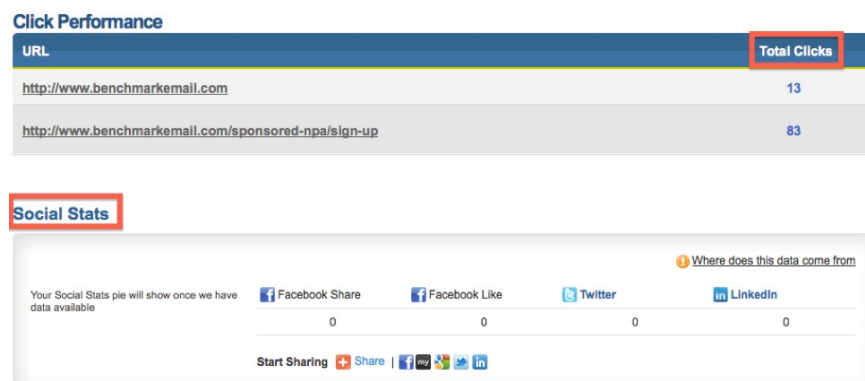 Click Performance
URL Total Clicks
http://www.benchmarkemail.com 13
http://www.benchmarkemail.com/sponsored-npa/sign-up 83
Social Stats
Where does this data come from
Your Social Stats pie will show once we have
data available
Facebook Share Facebook Like Twitter LinkedIn
0 0 0 0
Start Sharing Share | f my in